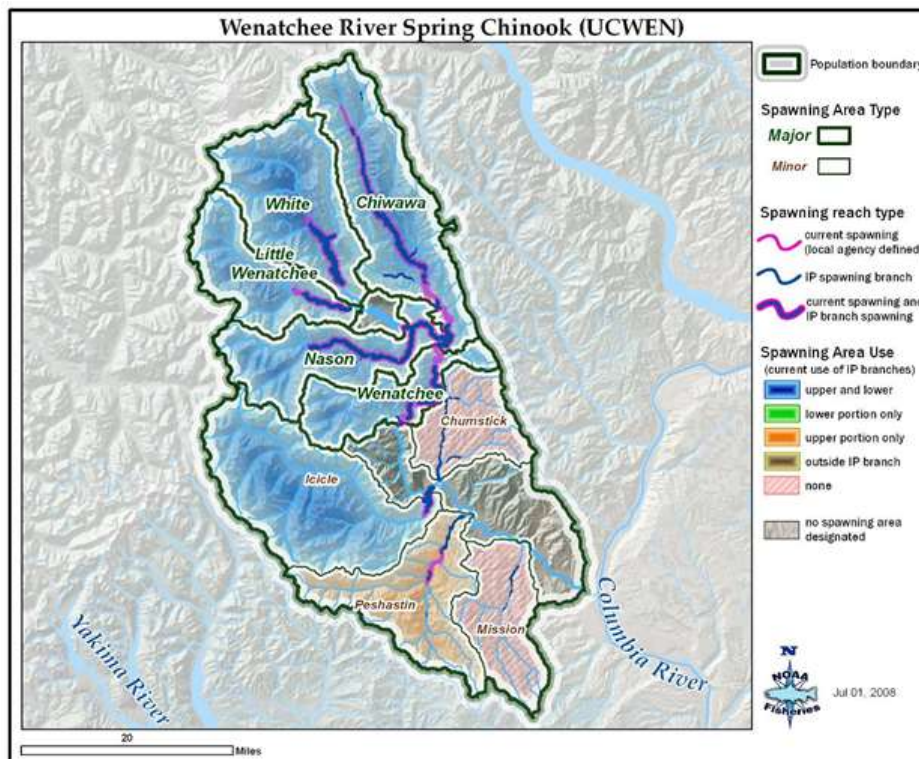 Wenatchee River Spring Chinook (UCWEN)
White
Chiwawa
Little
Wenatchee
Nason
Wenatchee
Chumstick
Icicle
Peshastin
Mission
Yakima River
Columbia River
20
Miles
Population boundary
Spawning Area Type
Major
Minor
Spawning reach type
current spawning
(local agency defined
IP spawning branch
current spawning and
IP branch spawning
Spawning Area Use
(current use of IP branches)
upper and lower
lower portion only
upper portion only
outside IP branch
none
no spawning area
designated
N
NOAA
Fisheries
Jul 01, 2008